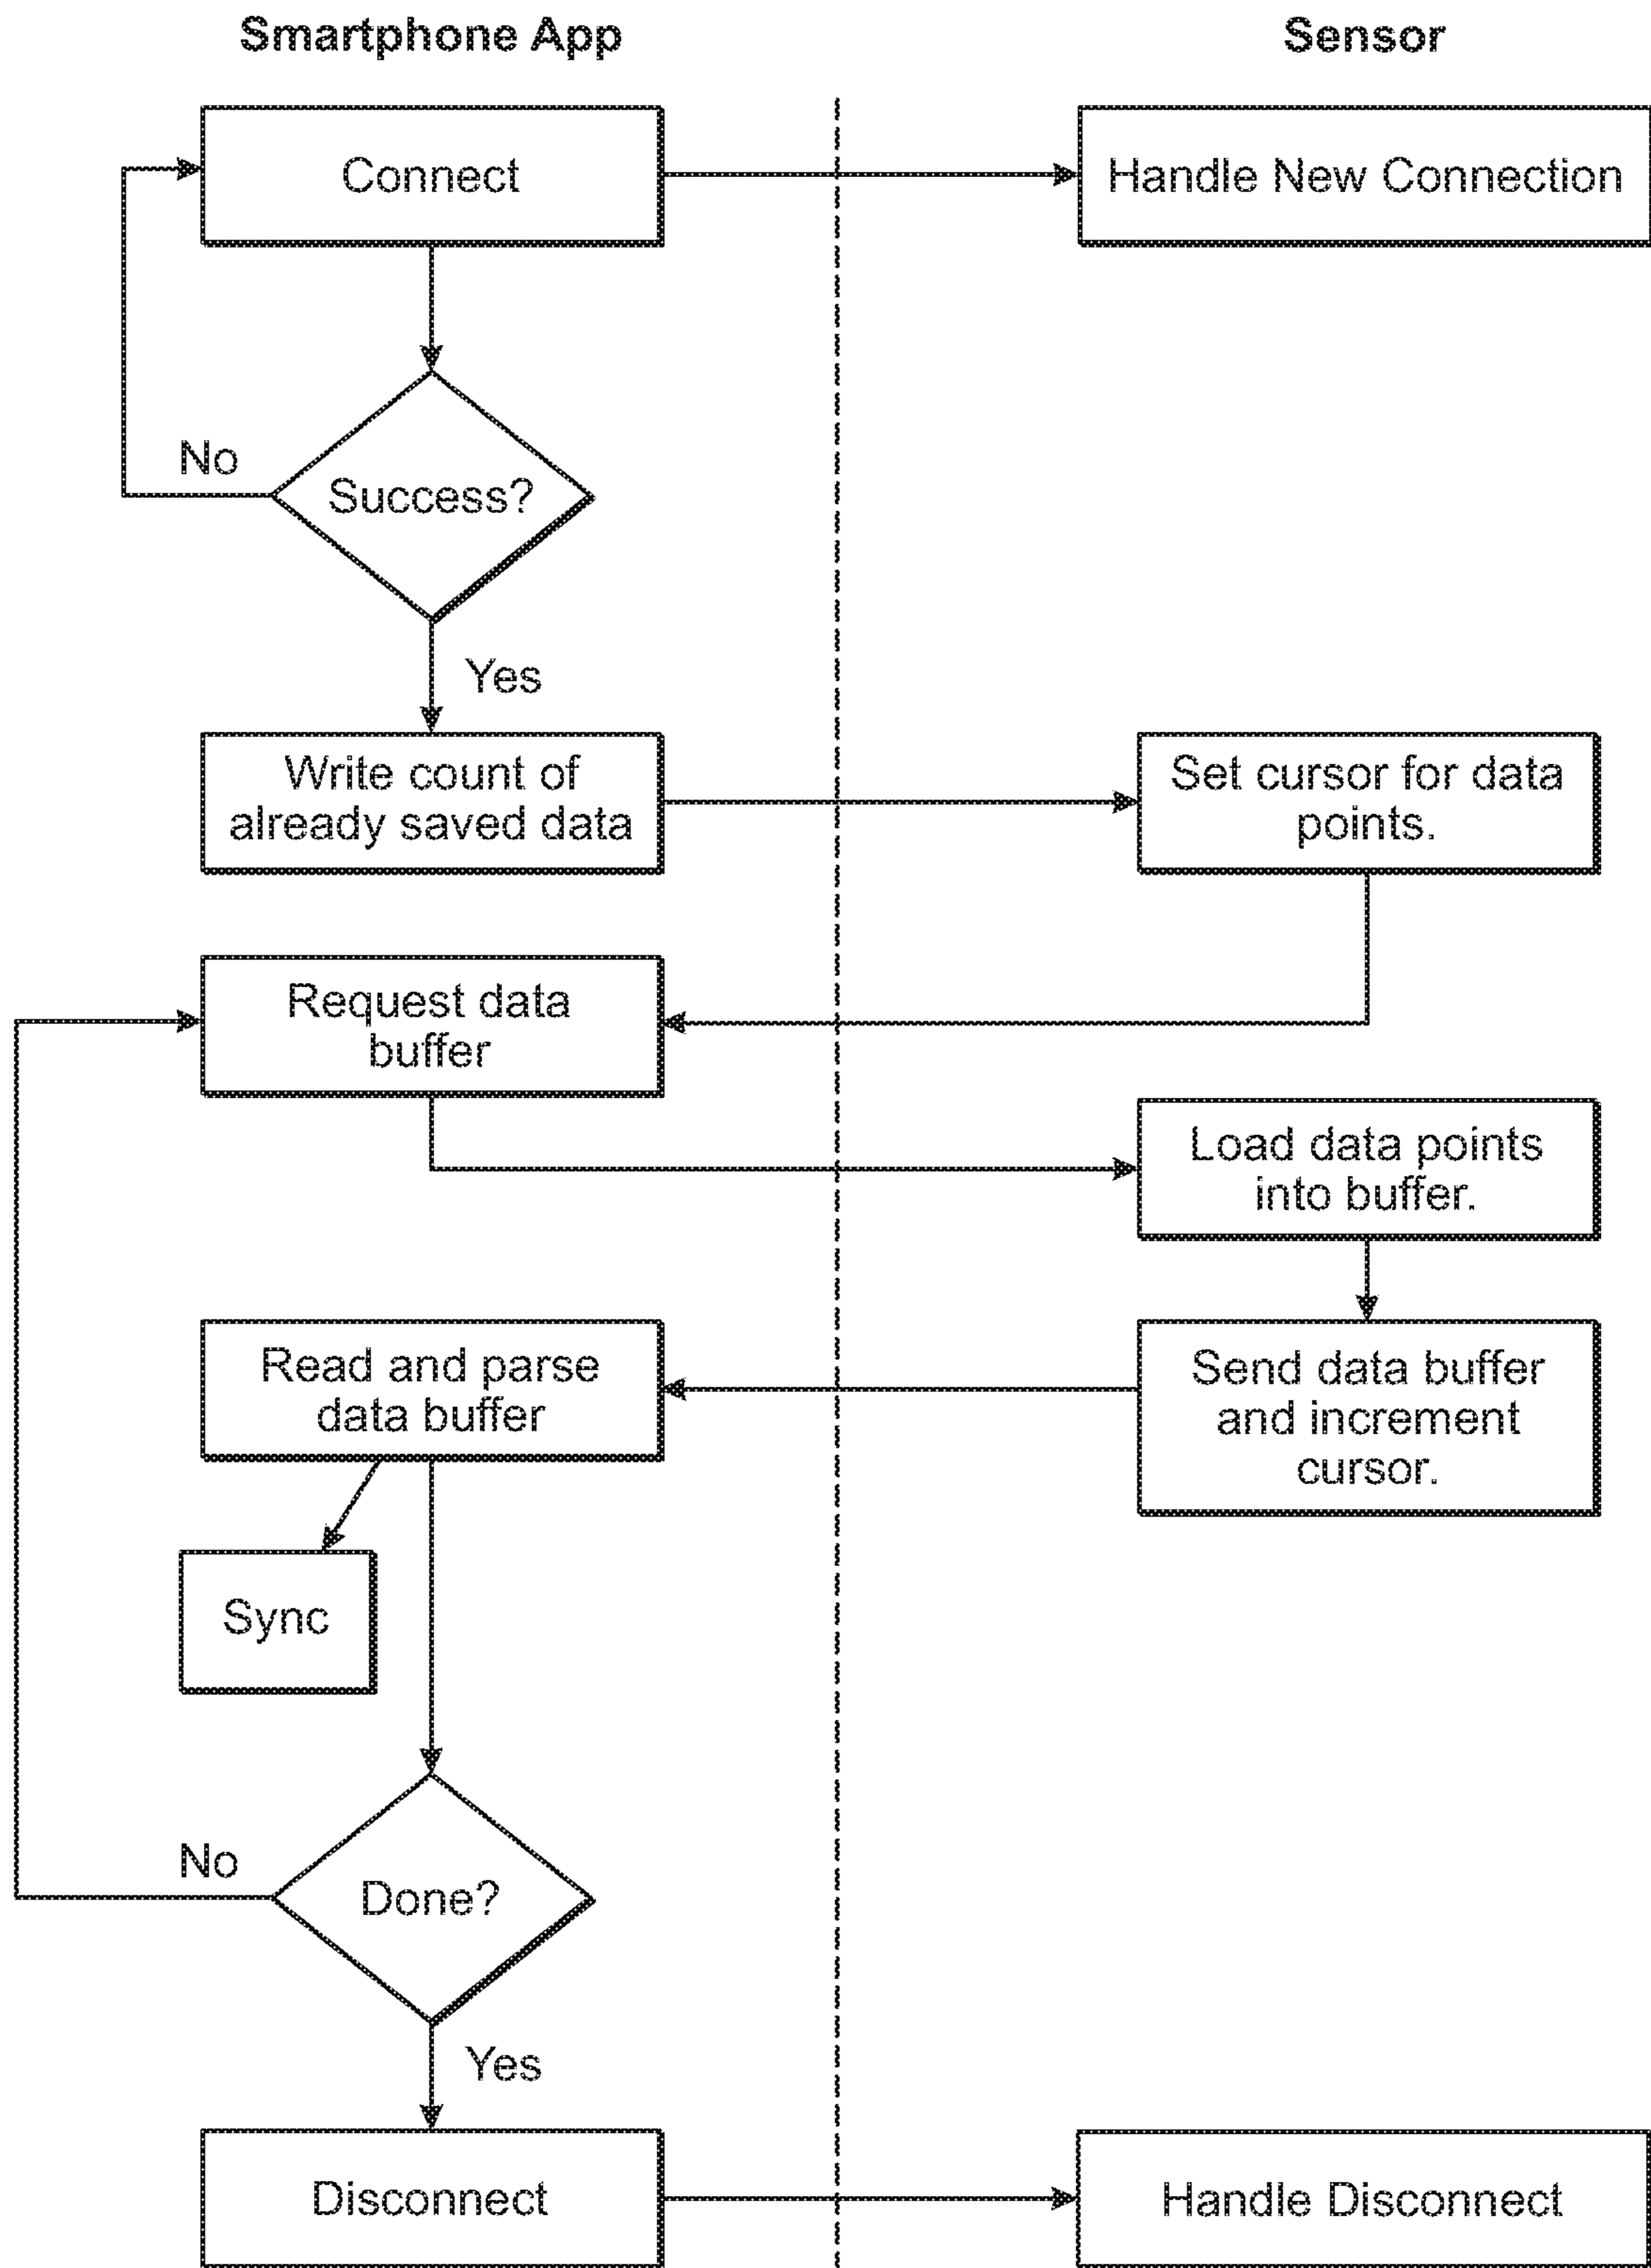 Smartphone App
Sensor
Connect
Handle New Connection
No
Success?
Yes
Write count of
already saved data
Set cursor for data
points.
Request data
buffer
Load data points
into buffer.
Read and parse
data buffer
Send data buffer
and increment
cursor.
Sync
No
Done?
Yes
Disconnect
Handle Disconnect